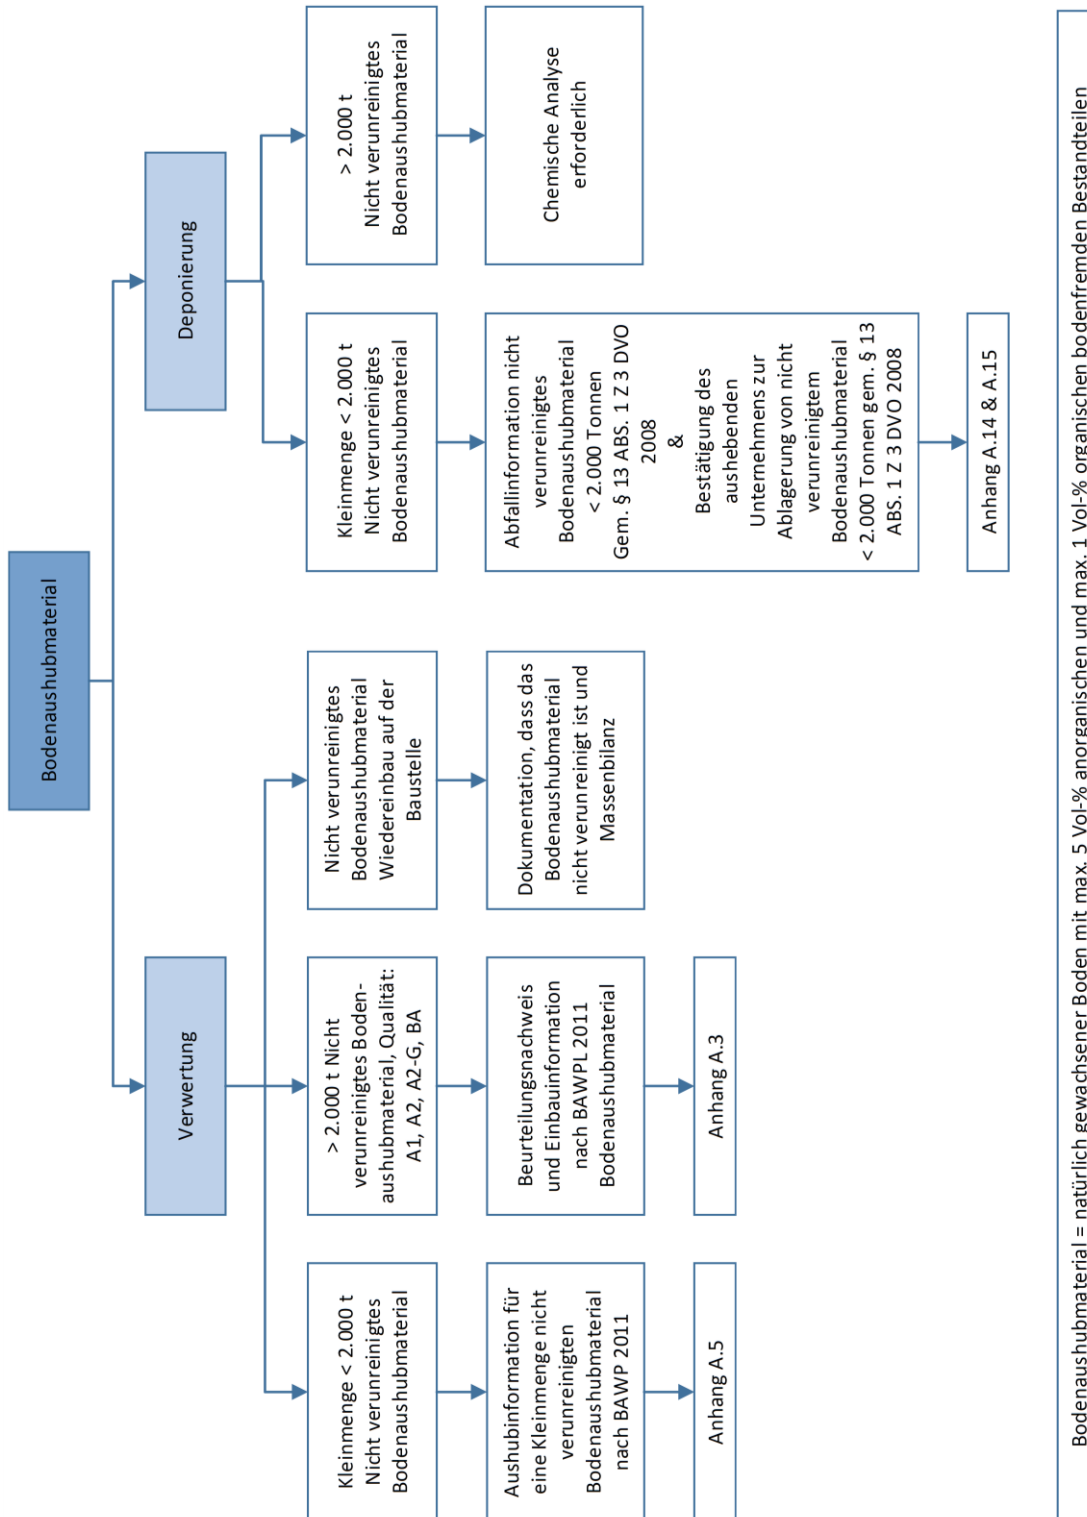 Bodenaushubmaterial
Verwertung
Deponierung
Kleinmenge < 2.000 t
Nicht verunreinigtes
Bodenaushubmaterial
> 2.000 t Nicht
verunreinigtes Boden-
aushubmaterial, Qualität:
A1, A2, A2-G, BA
Nicht verunreinigtes
Bodenaushubmaterial
Wiedereinbau auf der
Baustelle
Kleinmenge < 2.000 t
Nicht verunreinigtes
Bodenaushubmaterial
> 2.000 t
Nicht verunreinigtes
Bodenaushubmaterial
Aushubinformation für
eine Kleinmenge nicht
verunreinigten
Bodenaushubmaterial
nach BAWP 2011
Beurteilungsnachweis
und Einbauinformation
nach BAWPL 2011
Bodenaushubmaterial
Dokumentation, dass das
Bodenaushubmaterial
nicht verunreinigt ist und
Massenbilanz
Abfallinformation nicht
verunreinigtes
Bodenaushubmaterial
< 2.000 Tonnen
Gem. § 13 ABS. 1 Z 3 DVO
2008
&
Bestätigung des
aushebenden
Unternehmens zur
Ablagerung von nicht
verunreinigtem
Bodenaushubmaterial
< 2.000 Tonnen gem. § 13
ABS. 1 Z 3 DVO 2008
Chemische Analyse
erforderlich
Anhang A.5
Anhang A.3
Anhang A.14 & A.15
Bodenaushubmaterial = natürlich gewachsener Boden mit max. 5 Vol-% anorganischen und max. 1 Vol-% organischen bodenfremden Bestandteilen